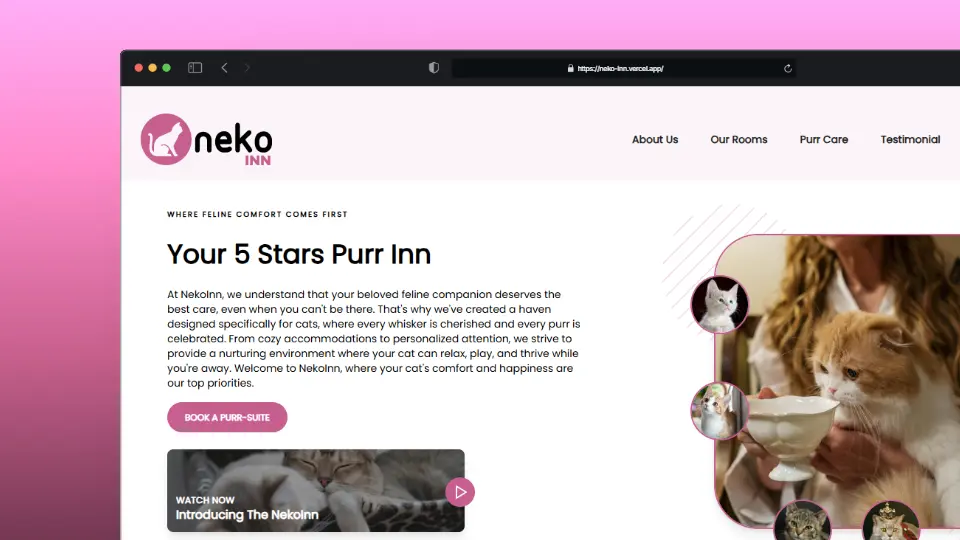 https://neko-inn.vercel.app/
neko
INN
About Us
Our Rooms
Purr Care
Testimonial
WHERE FELINE COMFORT COMES FIRST
Your 5 Stars Purr Inn
At NekoInn, we understand that your beloved feline companion deserves the
best care, even when you can't be there. That's why we've created a haven
designed specifically for cats, where every whisker is cherished and every purr is
celebrated. From cozy accommodations to personalized attention, we strive to
provide a nurturing environment where your cat can relax, play, and thrive while
you're away. Welcome to NekoInn, where your cat's comfort and happiness are
our top priorities.
BOOK A PURR-SUITE
WATCH NOW
Introducing The NekoInn